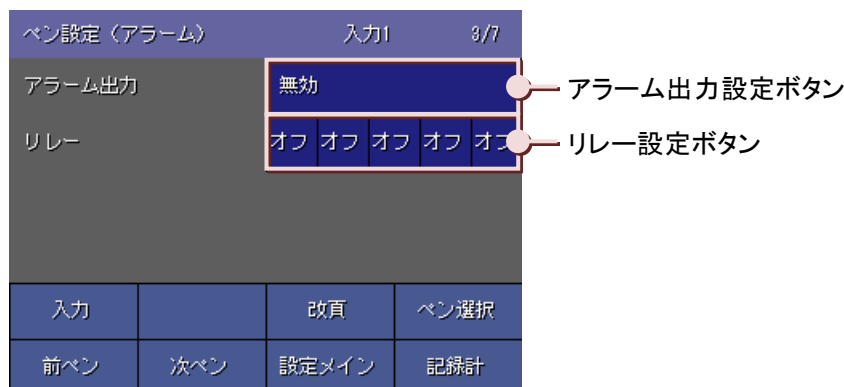 ペン設定（アラーム） 入力1 3/7
アラーム出力 無効 アラーム出力設定ボタン
リレー オフ オフ オフ オフ オフ リレー設定ボタン
入力 改頁 ペン選択
前ペン 次ペン 設定メイン 記録計